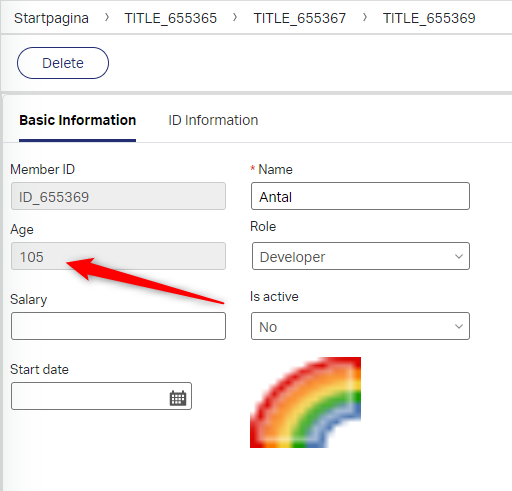 Startpagina > TITLE_655365 > TITLE_655367 > TITLE_655369
Delete
Basic Information ID Information
Member ID * Name
ID_655369 Antal
Age Role
105 Developer
Salary Is active
No
Start date